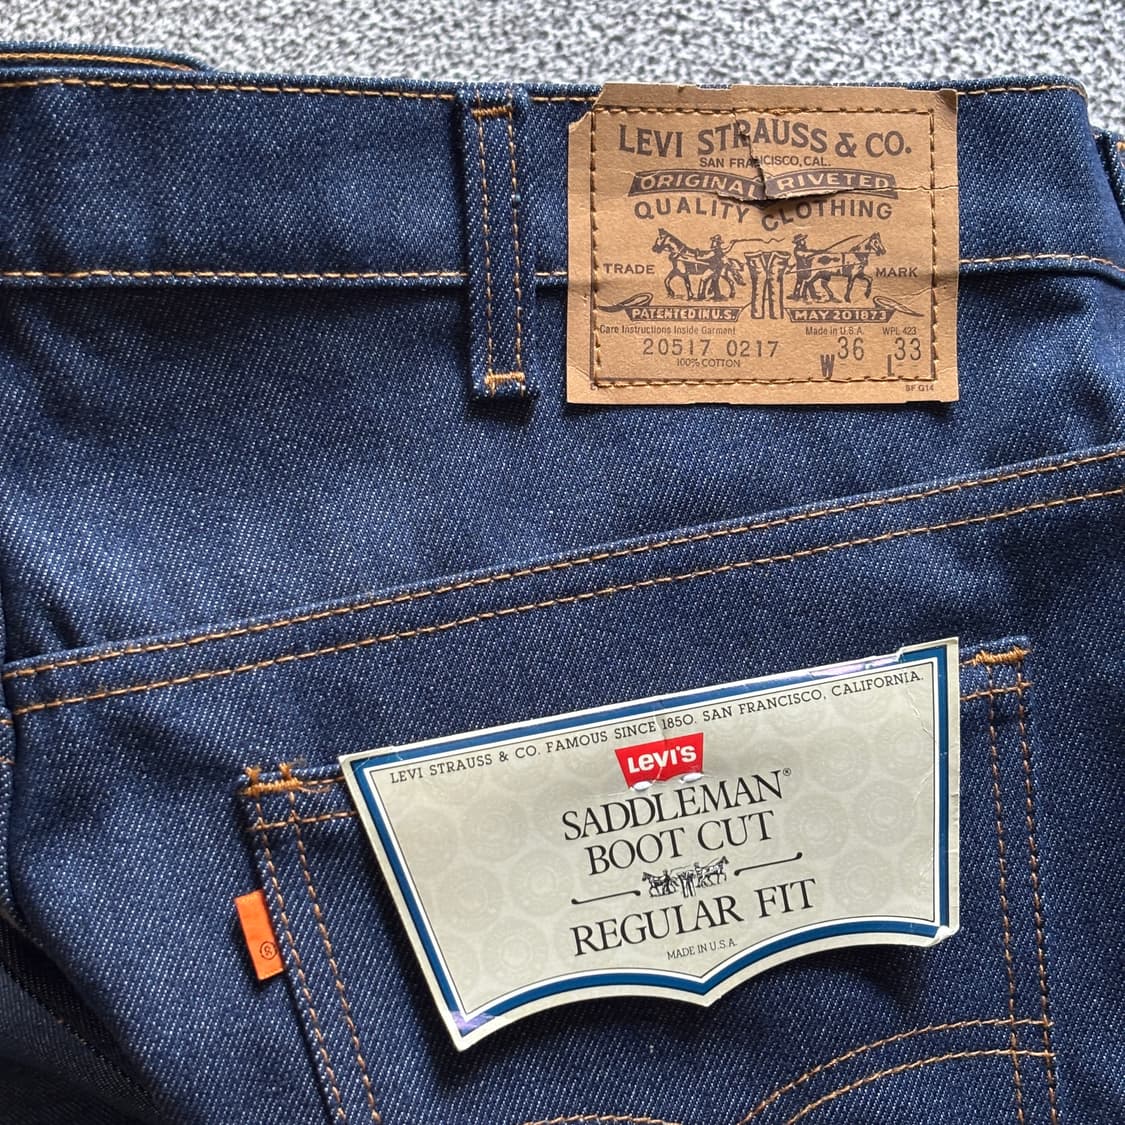 LEVI STRAUSS & CO.
SAN FRANCISCO, CAL.
ORIGINAL RIVETED
QUALITY CLOTHING
TRADE MARK
PATENTED IN U.S. MAY 20 1873
Care Instructions Inside Garment Made in U.S.A. WPL 423
20517 0217 W 36 L 33
100% COTTON
SF G14
LEVI STRAUSS & CO. FAMOUS SINCE 1850. SAN FRANCISCO, CALIFORNIA.
LEVI'S
SADDLEMAN®
BOOT CUT
REGULAR FIT
MADE IN U.S.A.
®